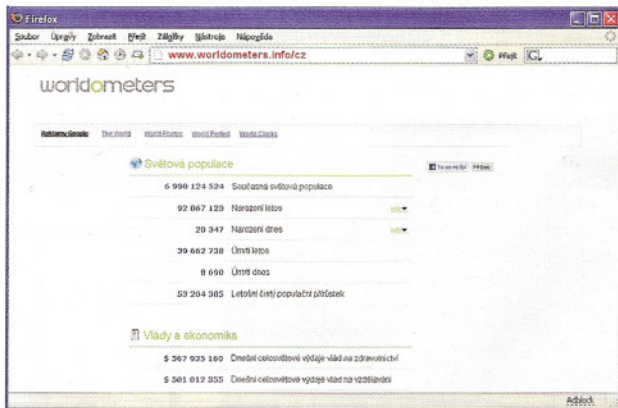 Firefox
Soubor Úpravy Zobrazit Přejít Záložky Nástroje Nápověda
www.worldometers.info/cz Přejít G
worldometers
Reklamy Google The World World Photos World Perfect World Clocks
Světová populace
To se mi líbí
6 990 124 524 Současná světová populace
92 867 123 Narození letos
20 347 Narození dnes
39 662 738 Úmrtí letos
8 690 Úmrtí dnes
53 204 385 Letošní čistý populační přírůstek
Vlády a ekonomika
$ 567 935 160 Dnešní celosvětové výdaje vlád na zdravotnictví
$ 501 012 355 Dnešní celosvětové výdaje vlád na vzdělávání
Adblock